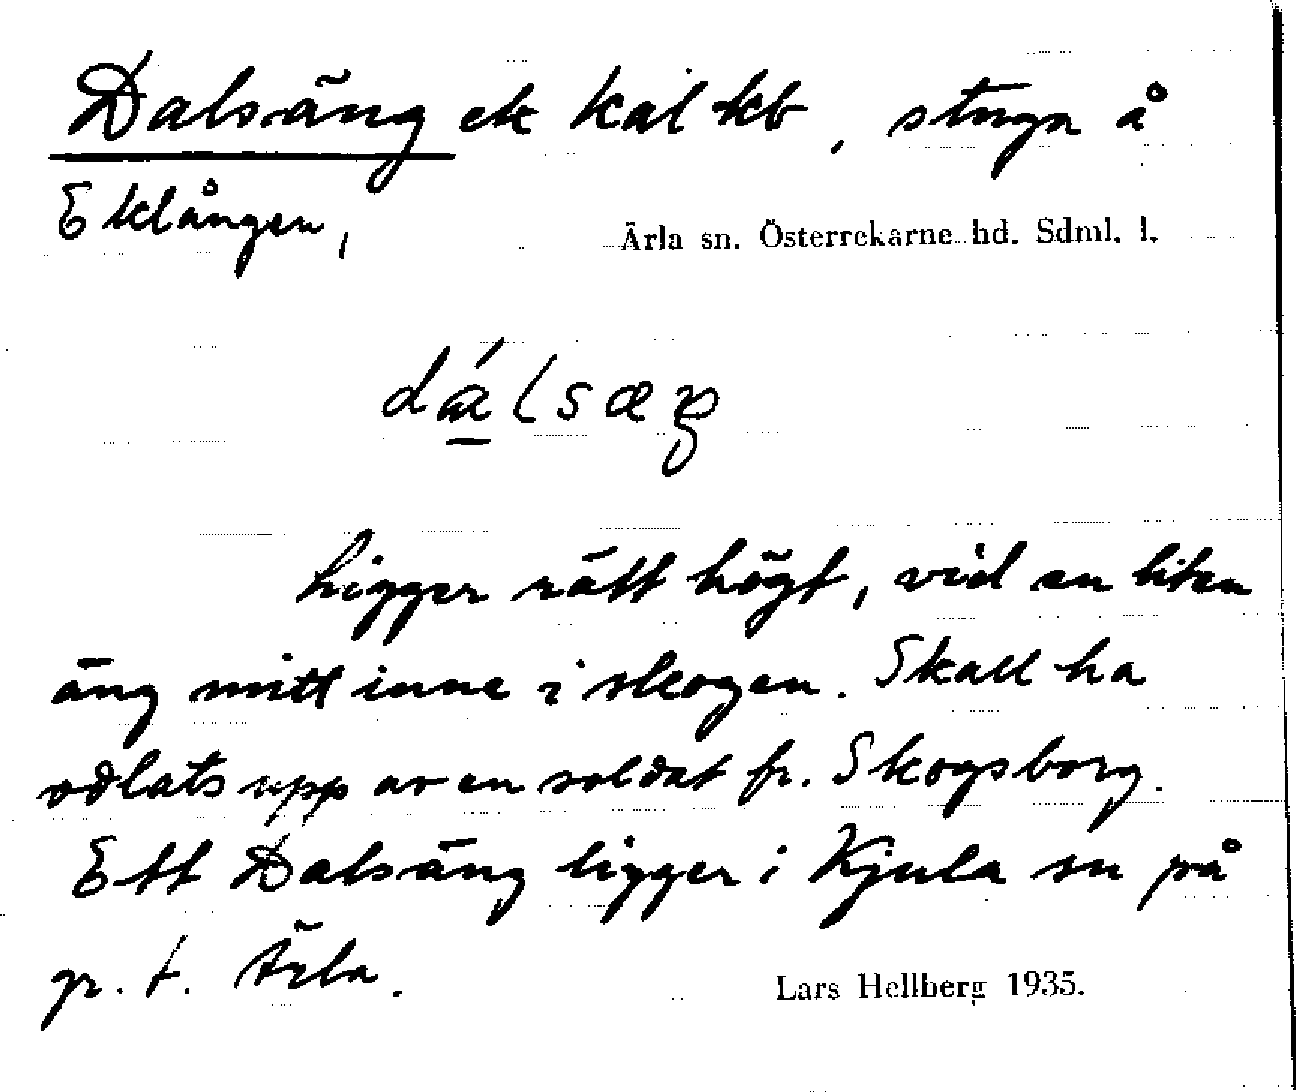 Dalsäng ek kal kb, stuga å
Eklången,
Ärla sn. Österrekarne hd. Sdml. l.
dálsæŋ
Ligger rätt högt, vid en liten
äng mitt inne i skogen. Skall ha
odlats upp av en soldat fr. Skogsborg.
Ett Dalsäng ligger i Kjula sn på
gr. t. Ärla.
Lars Hellberg 1935.